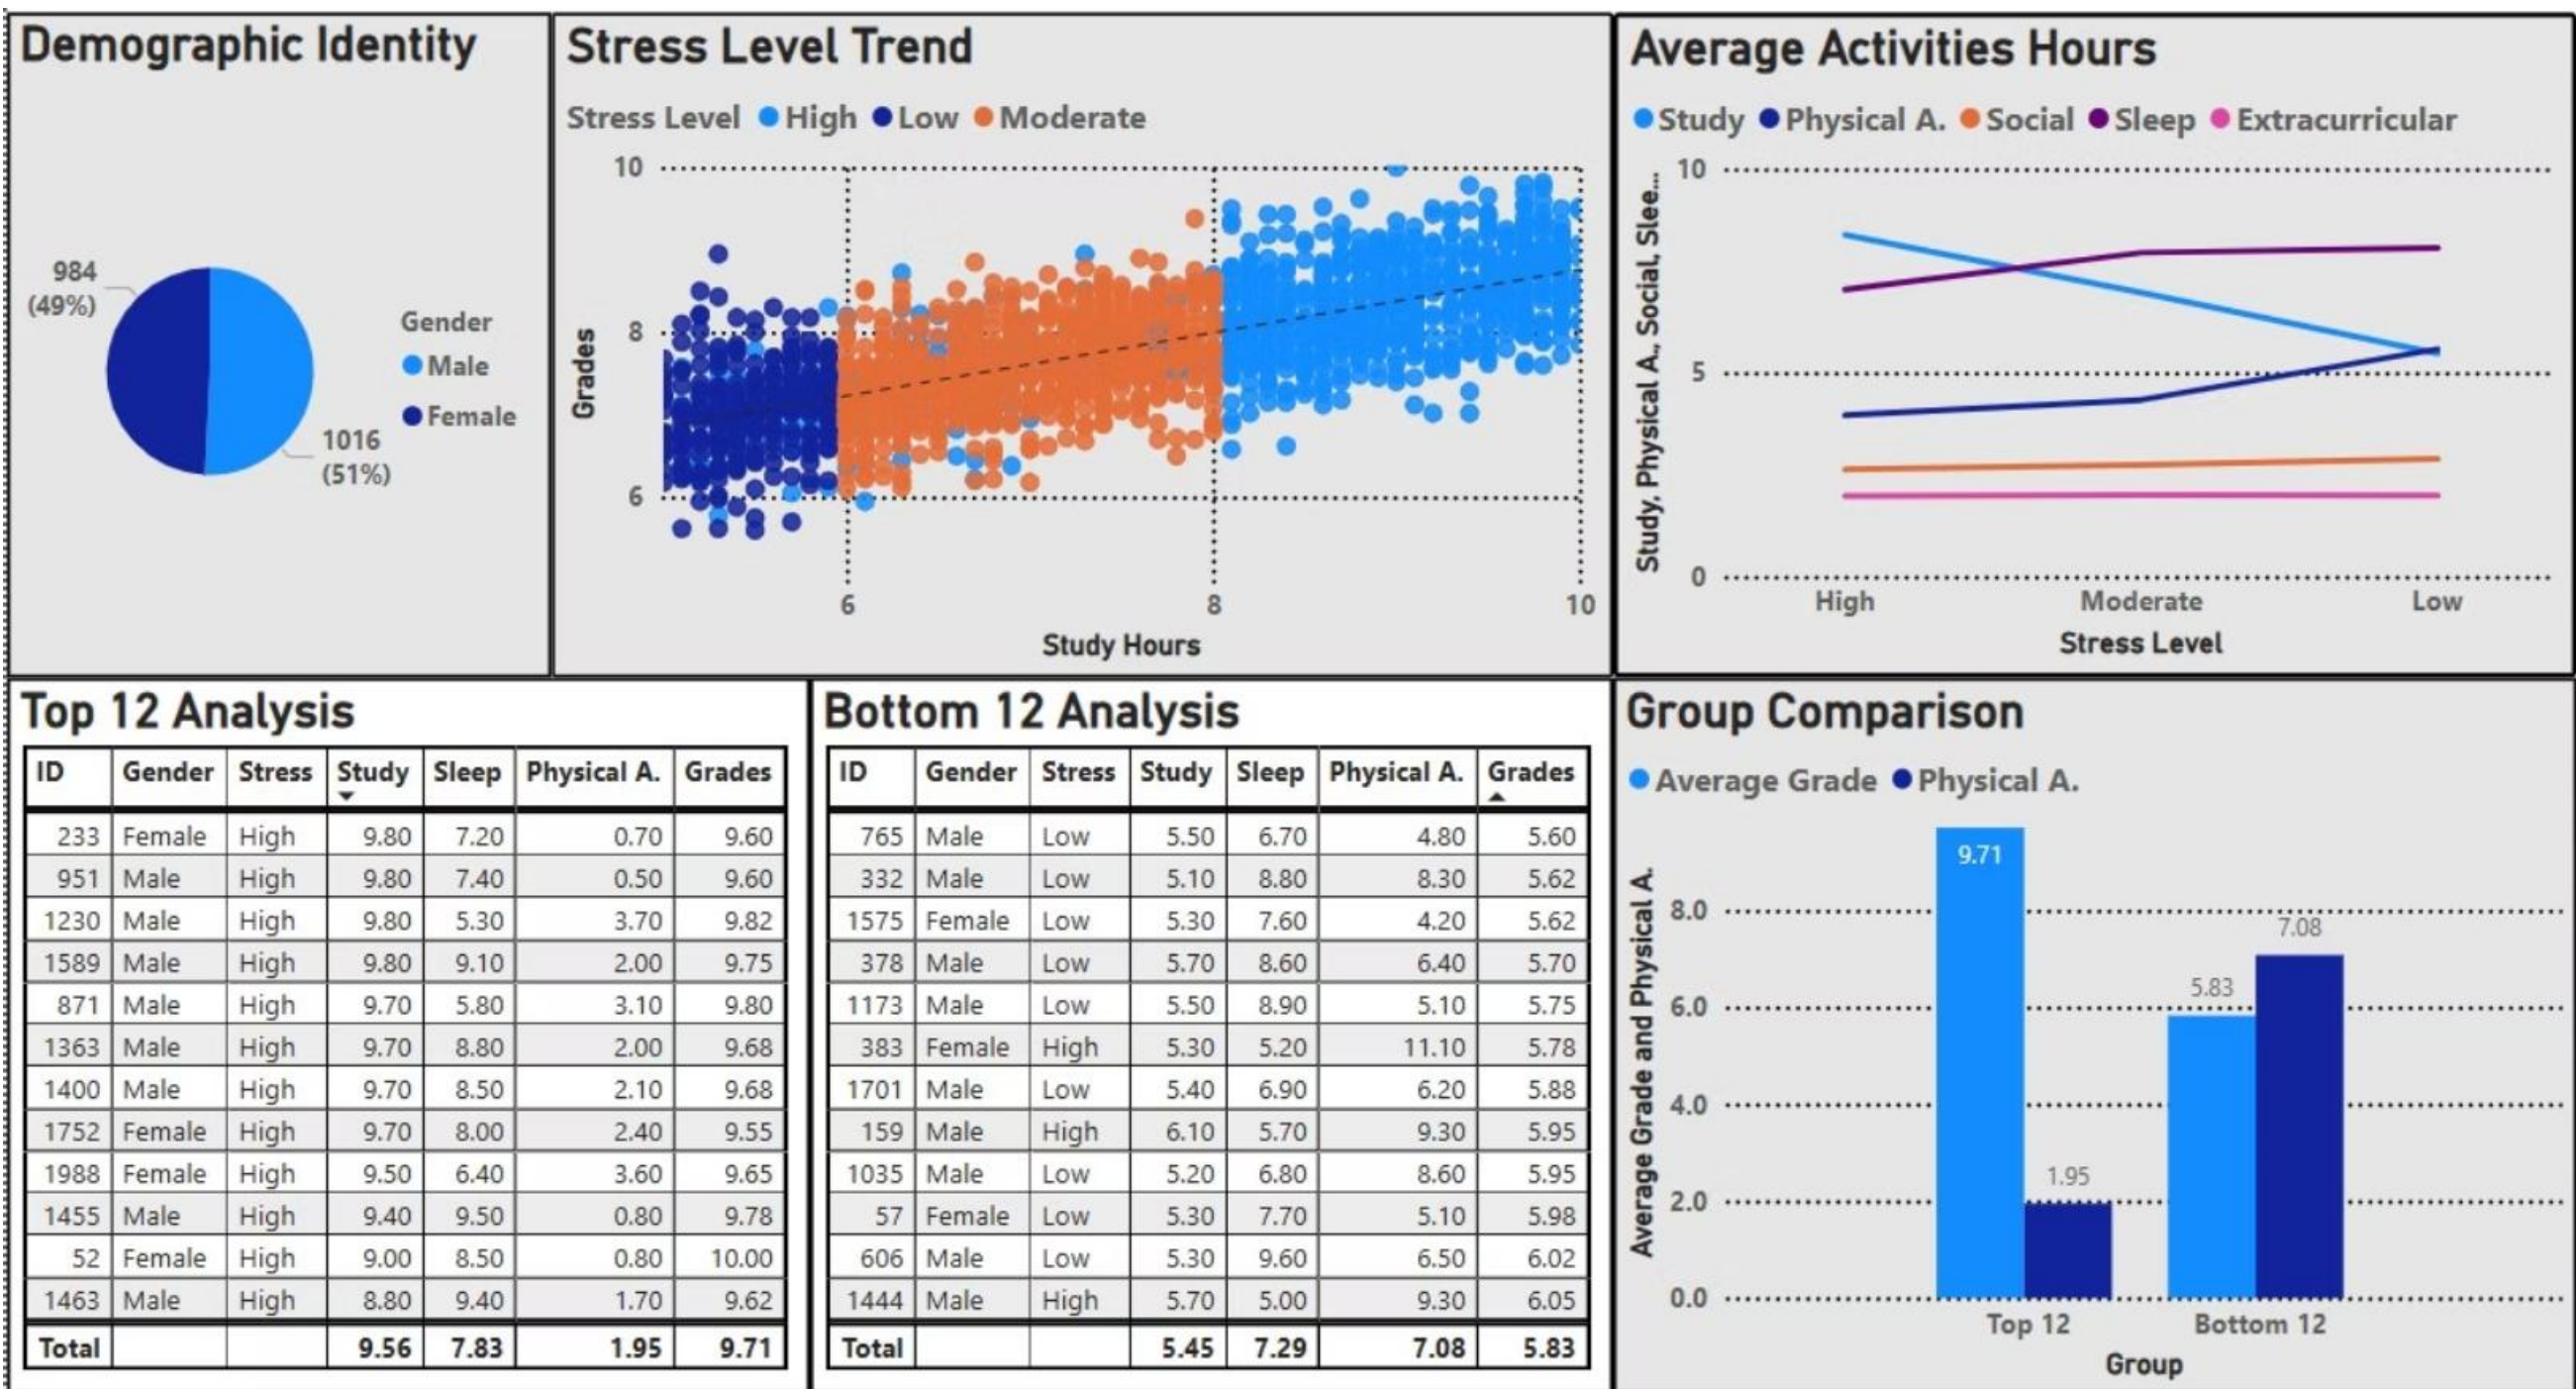 Demographic Identity
984
(49%)
Gender
Male
Female
1016
(51%)
Stress Level Trend
Stress Level High Low Moderate
Grades
10
8
6
6 8 10
Study Hours
Average Activities Hours
Study Physical A. Social Sleep Extracurricular
Study, Physical A., Social, Slee...
10
5
0
High Moderate Low
Stress Level
Top 12 Analysis
ID Gender Stress Study Sleep Physical A. Grades
233 Female High 9.80 7.20 0.70 9.60
951 Male High 9.80 7.40 0.50 9.60
1230 Male High 9.80 5.30 3.70 9.82
1589 Male High 9.80 9.10 2.00 9.75
871 Male High 9.70 5.80 3.10 9.80
1363 Male High 9.70 8.80 2.00 9.68
1400 Male High 9.70 8.50 2.10 9.68
1752 Female High 9.70 8.00 2.40 9.55
1988 Female High 9.50 6.40 3.60 9.65
1455 Male High 9.40 9.50 0.80 9.78
52 Female High 9.00 8.50 0.80 10.00
1463 Male High 8.80 9.40 1.70 9.62
Total 9.56 7.83 1.95 9.71
Bottom 12 Analysis
ID Gender Stress Study Sleep Physical A. Grades
765 Male Low 5.50 6.70 4.80 5.60
332 Male Low 5.10 8.80 8.30 5.62
1575 Female Low 5.30 7.60 4.20 5.62
378 Male Low 5.70 8.60 6.40 5.70
1173 Male Low 5.50 8.90 5.10 5.75
383 Female High 5.30 5.20 11.10 5.78
1701 Male Low 5.40 6.90 6.20 5.88
159 Male High 6.10 5.70 9.30 5.95
1035 Male Low 5.20 6.80 8.60 5.95
57 Female Low 5.30 7.70 5.10 5.98
606 Male Low 5.30 9.60 6.50 6.02
1444 Male High 5.70 5.00 9.30 6.05
Total 5.45 7.29 7.08 5.83
Group Comparison
Average Grade Physical A.
Average Grade and Physical A.
8.0
6.0
4.0
2.0
0.0
9.71
1.95
5.83
7.08
Top 12 Bottom 12
Group